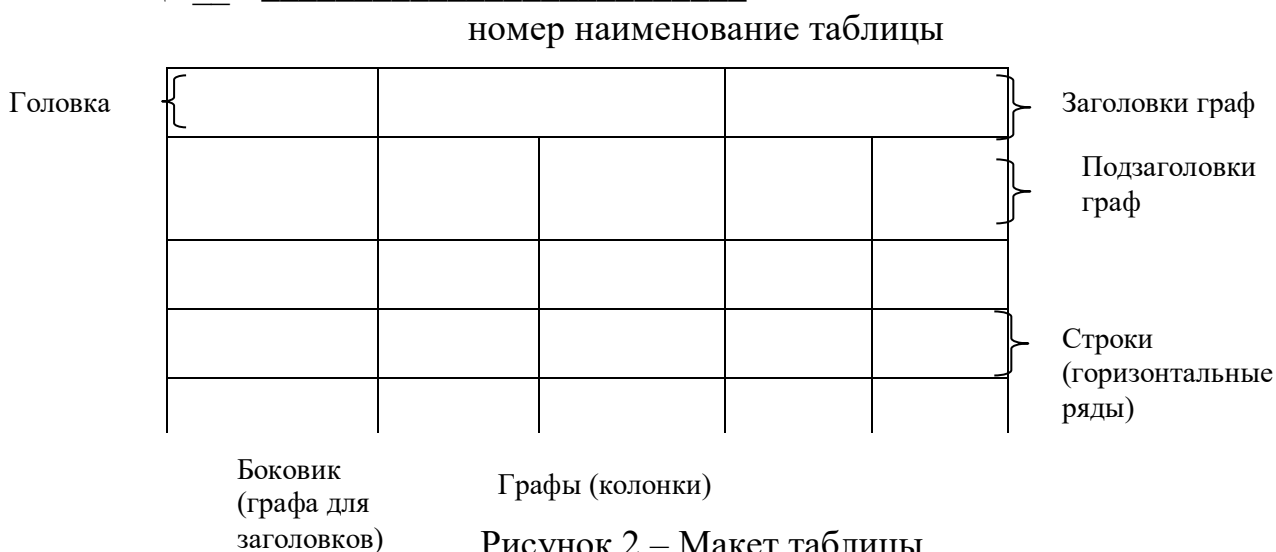 номер наименование таблицы
Головка
Заголовки граф
Подзаголовки
граф
Строки
(горизонтальные
ряды)
Боковик
(графа для
заголовков)
Графы (колонки)
Рисунок 2 – Макет таблицы